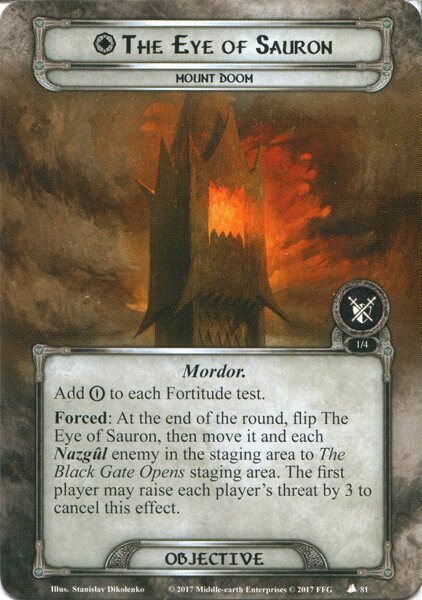 The Eye of Sauron
Mount Doom
1/4
Mordor.
Add 1 to each Fortitude test.
Forced: At the end of the round, flip The
Eye of Sauron, then move it and each
Nazgûl enemy in the staging area to The
Black Gate Opens staging area. The first
player may raise each player's threat by 3 to
cancel this effect.
Objective
Illus. Stanislav Dikolenko © 2017 Middle-earth Enterprises © 2017 FFG 81